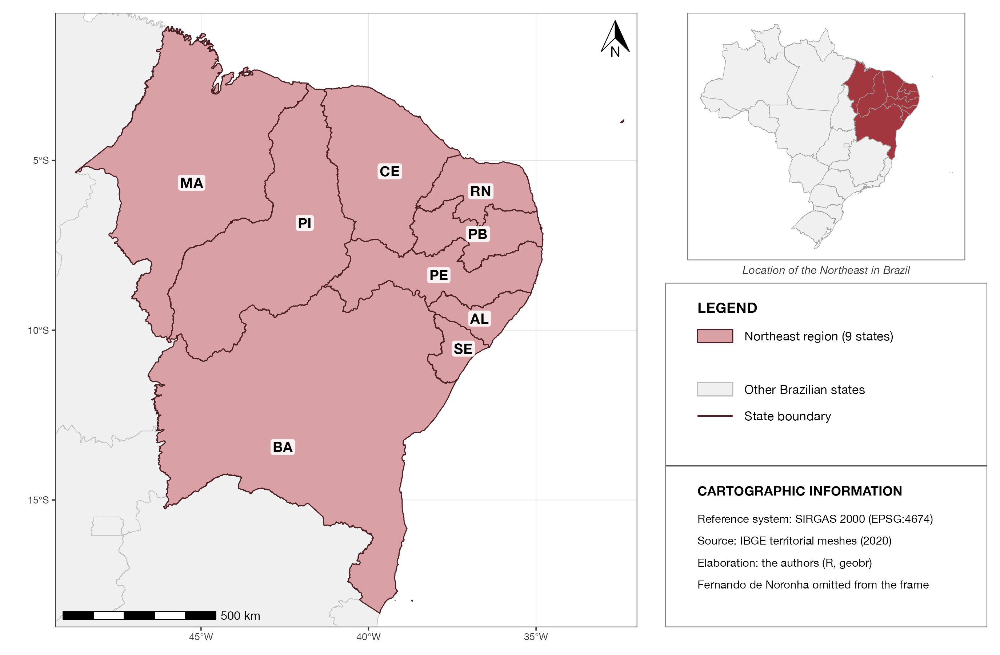 N
5°S
10°S
15°S
45°W
40°W
35°W
MA
PI
CE
RN
PB
PE
AL
SE
BA
500 km
Location of the Northeast in Brazil
LEGEND
Northeast region (9 states)
Other Brazilian states
State boundary
CARTOGRAPHIC INFORMATION
Reference system: SIRGAS 2000 (EPSG:4674)
Source: IBGE territorial meshes (2020)
Elaboration: the authors (R, geobr)
Fernando de Noronha omitted from the frame